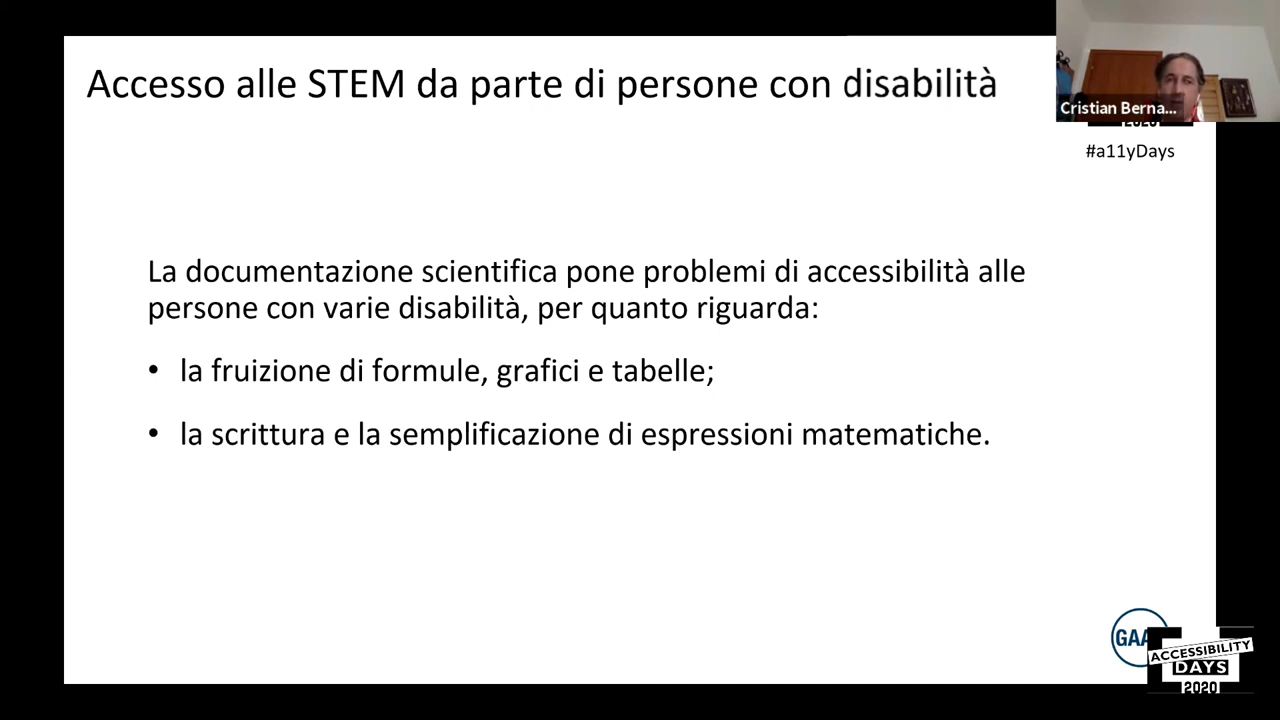 Accesso alle STEM da parte di persone con disabilità
Cristian Berna...
2020
#a11yDays
La documentazione scientifica pone problemi di accessibilità alle
persone con varie disabilità, per quanto riguarda:
• la fruizione di formule, grafici e tabelle;
• la scrittura e la semplificazione di espressioni matematiche.
ACCESSIBILITY
DAYS
2020